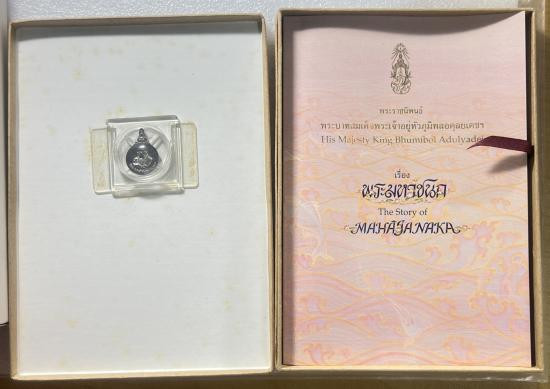 พระราชนิพนธ์
พระบาทสมเด็จพระเจ้าอยู่หัวภูมิพลอดุลยเดชฯ
His Majesty King Bhumibol Adulyadej
เรื่อง
พระมหาชนก
The Story of
MAHAJANAKA